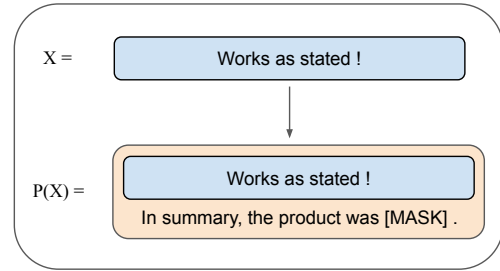 X =
Works as stated !
P(X) =
Works as stated !
In summary, the product was [MASK] .